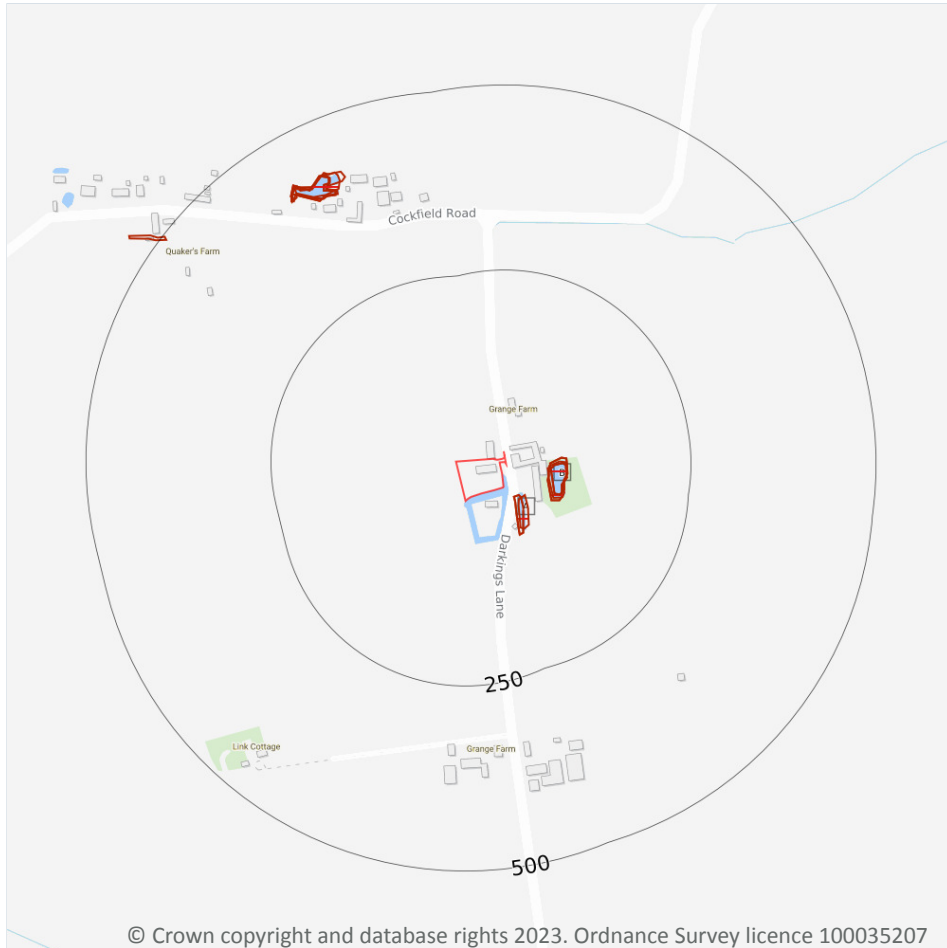 Cockfield Road
Quaker's Farm
Grange Farm
Darkings Lane
250
Link Cottage
Grange Farm
500
© Crown copyright and database rights 2023. Ordnance Survey licence 100035207